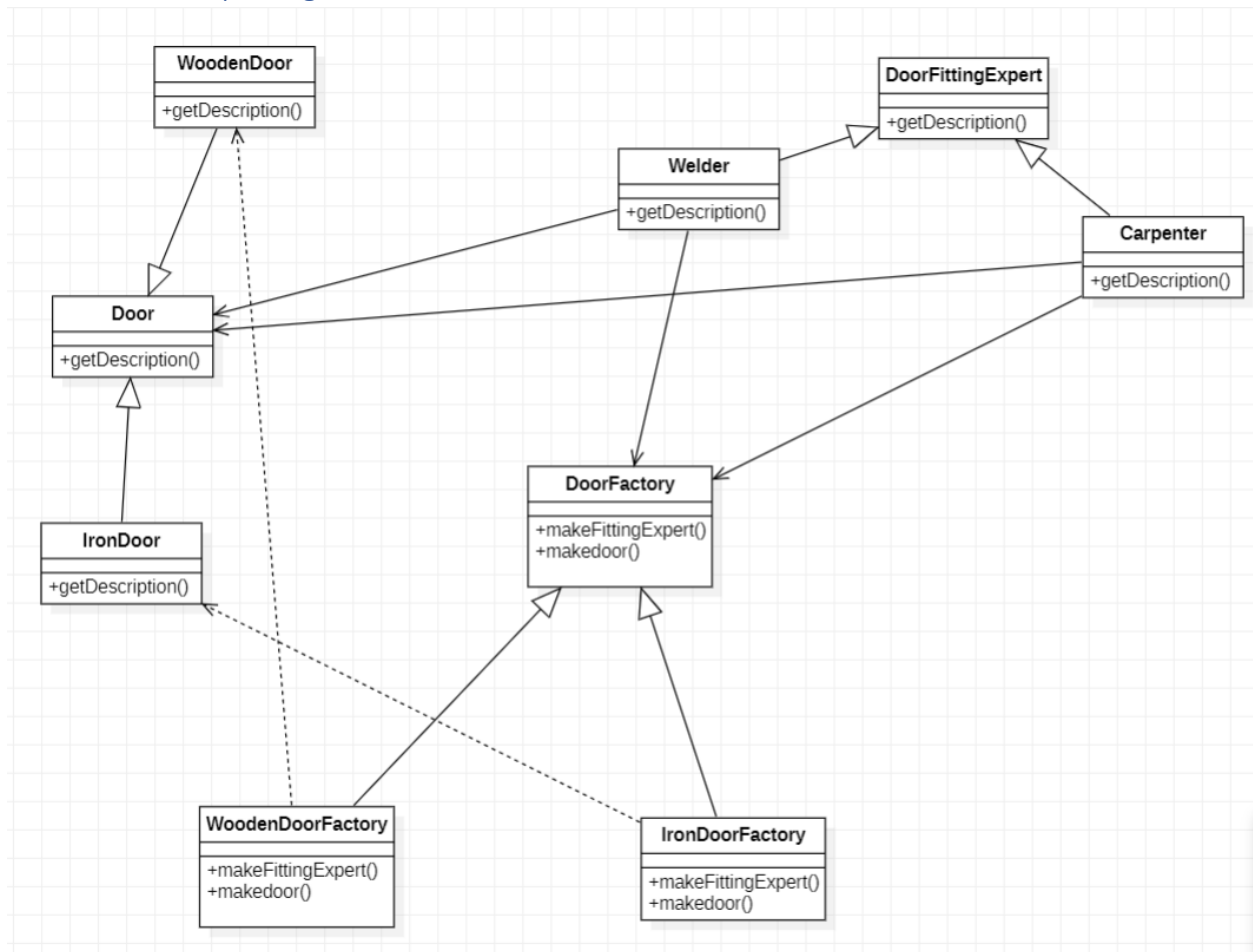 WoodenDoor
+getDescription()
DoorFittingExpert
+getDescription()
Welder
+getDescription()
Carpenter
+getDescription()
Door
+getDescription()
DoorFactory
+makeFittingExpert()
+makedoor()
IronDoor
+getDescription()
WoodenDoorFactory
+makeFittingExpert()
+makedoor()
IronDoorFactory
+makeFittingExpert()
+makedoor()